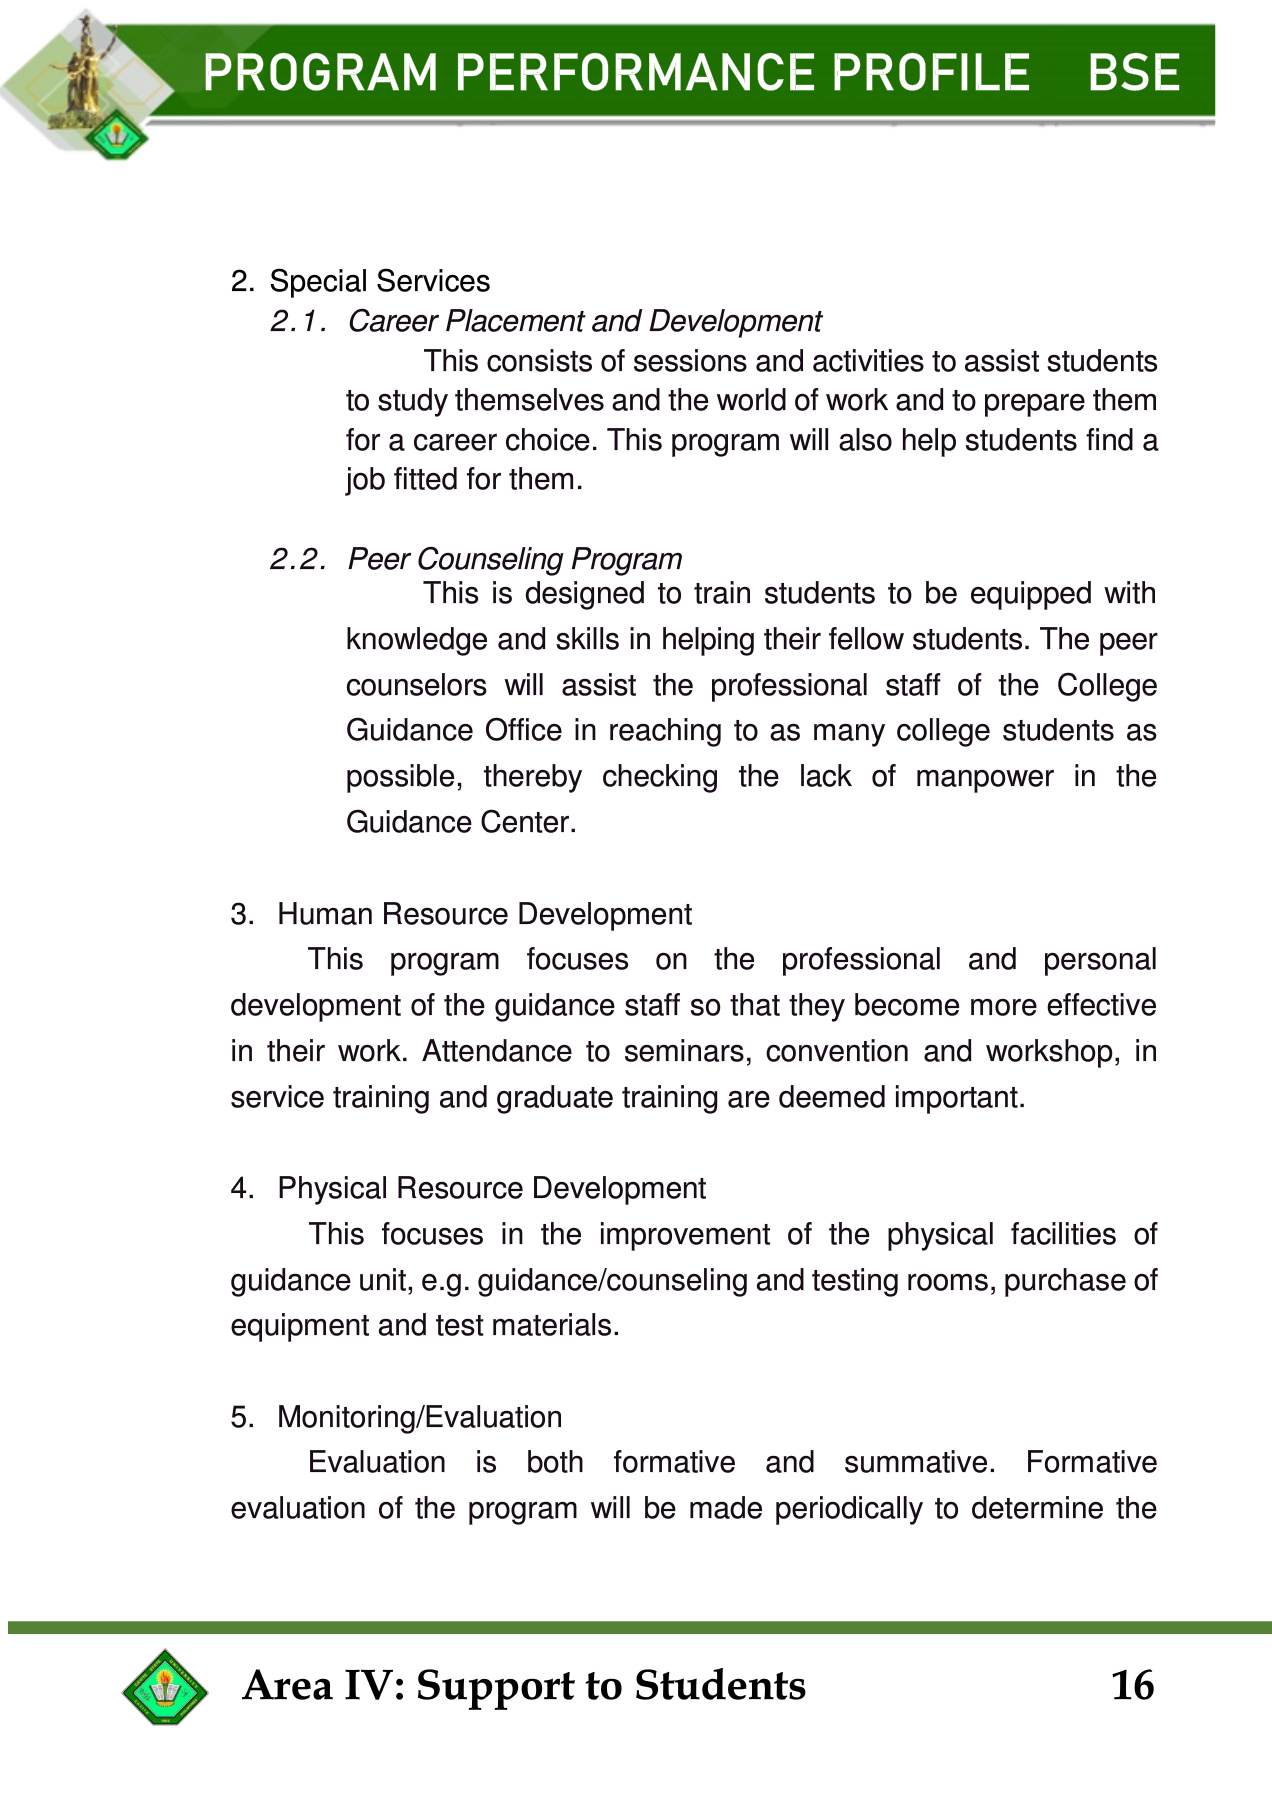 PROGRAM PERFORMANCE PROFILE BSE
2. Special Services
2.1. Career Placement and Development
This consists of sessions and activities to assist students
to study themselves and the world of work and to prepare them
for a career choice. This program will also help students find a
job fitted for them.
2.2. Peer Counseling Program
This is designed to train students to be equipped with
knowledge and skills in helping their fellow students. The peer
counselors will assist the professional staff of the College
Guidance Office in reaching to as many college students as
possible, thereby checking the lack of manpower in the
Guidance Center.
3. Human Resource Development
This program focuses on the professional and personal
development of the guidance staff so that they become more effective
in their work. Attendance to seminars, convention and workshop, in
service training and graduate training are deemed important.
4. Physical Resource Development
This focuses in the improvement of the physical facilities of
guidance unit, e.g. guidance/counseling and testing rooms, purchase of
equipment and test materials.
5. Monitoring/Evaluation
Evaluation is both formative and summative. Formative
evaluation of the program will be made periodically to determine the
Area IV: Support to Students 16